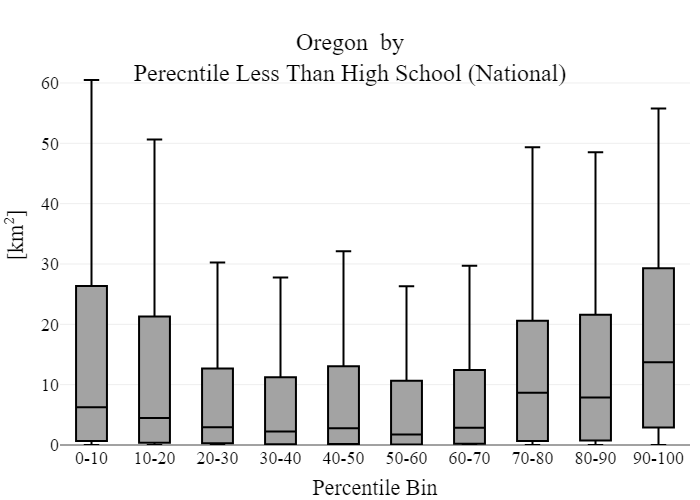 Oregon by
Perecntile Less Than High School (National)
60
50
40
30
20
10
0
[km²]
0-10 10-20 20-30 30-40 40-50 50-60 60-70 70-80 80-90 90-100
Percentile Bin